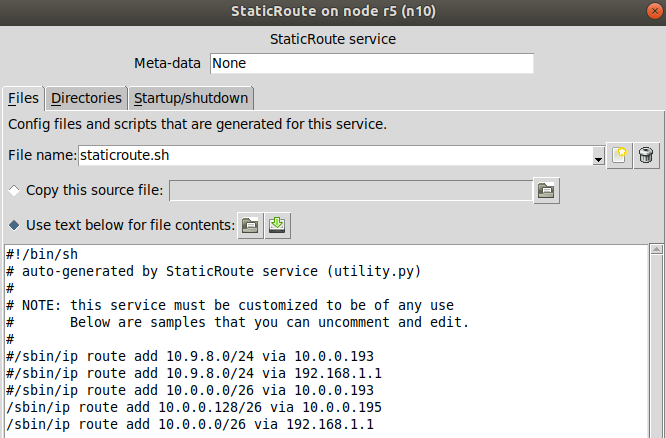 StaticRoute on node r5 (n10)
StaticRoute service
Meta-data None
Files Directories Startup/shutdown
Config files and scripts that are generated for this service.
File name: staticroute.sh
Copy this source file:
Use text below for file contents:
#!/bin/sh
# auto-generated by StaticRoute service (utility.py)
#
# NOTE: this service must be customized to be of any use
#       Below are samples that you can uncomment and edit.
#
#/sbin/ip route add 10.9.8.0/24 via 10.0.0.193
#/sbin/ip route add 10.9.8.0/24 via 192.168.1.1
#/sbin/ip route add 10.0.0.0/26 via 10.0.0.193
/sbin/ip route add 10.0.0.128/26 via 10.0.0.195
/sbin/ip route add 10.0.0.0/26 via 192.168.1.1